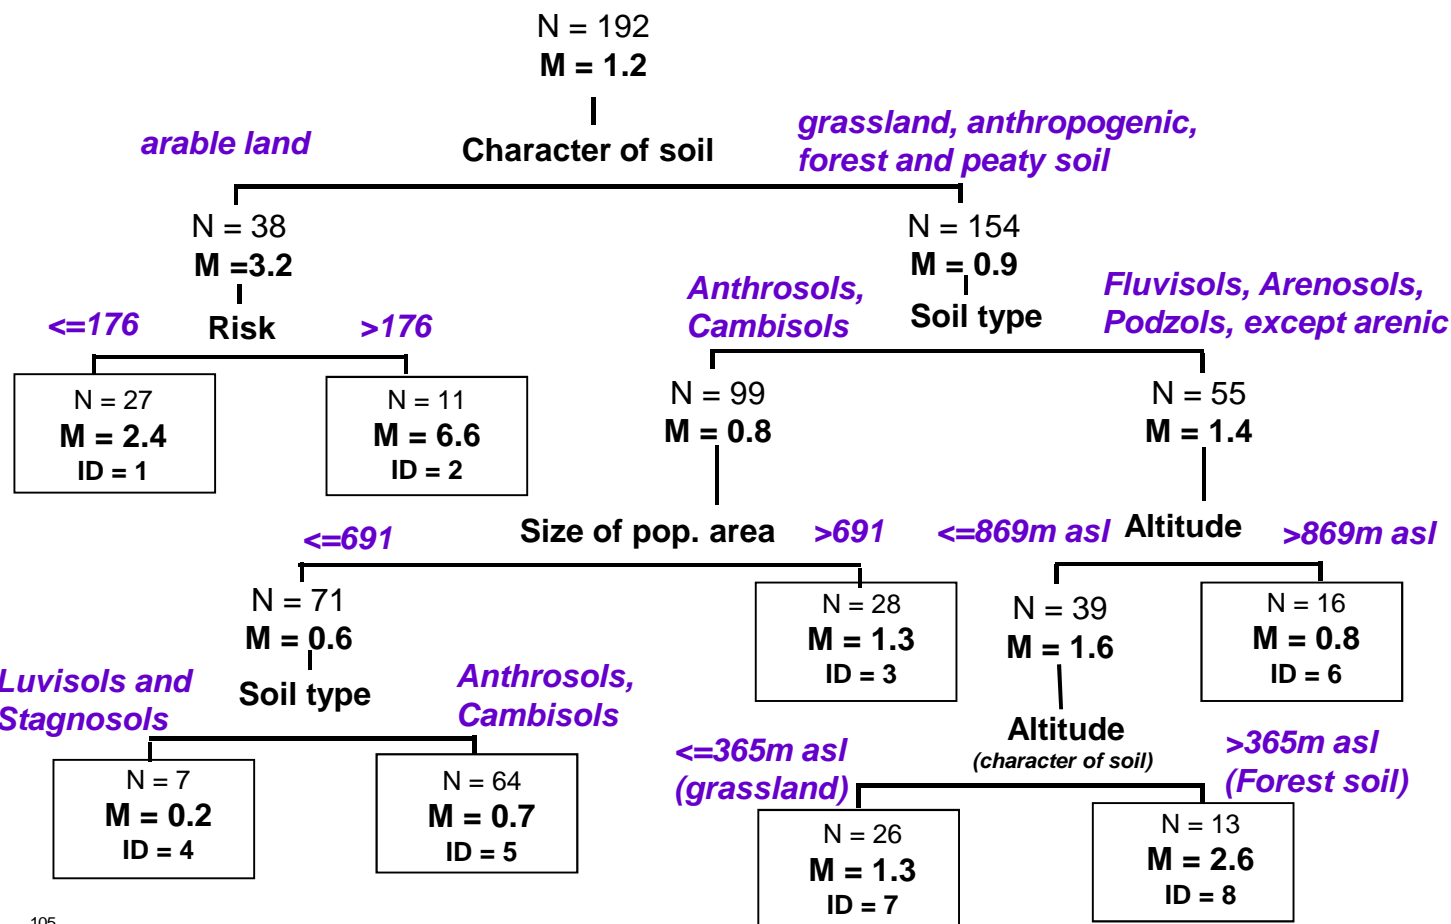 N = 192
M = 1.2
arable land
Character of soil
grassland, anthropogenic,
forest and peaty soil
N = 38
M =3.2
N = 154
M = 0.9
<=176
Risk
>176
Anthrosols,
Cambisols
Soil type
Fluvisols, Arenosols,
Podzols, except arenic
N = 27
M = 2.4
ID = 1
N = 11
M = 6.6
ID = 2
N = 99
M = 0.8
N = 55
M = 1.4
<=691
Size of pop. area
>691
<=869m asl
Altitude
>869m asl
N = 71
M = 0.6
N = 28
M = 1.3
ID = 3
N = 39
M = 1.6
N = 16
M = 0.8
ID = 6
Luvisols and
Stagnosols
Soil type
Anthrosols,
Cambisols
<=365m asl
(grassland)
Altitude
(character of soil)
>365m asl
(Forest soil)
N = 7
M = 0.2
ID = 4
N = 64
M = 0.7
ID = 5
N = 26
M = 1.3
ID = 7
N = 13
M = 2.6
ID = 8
105